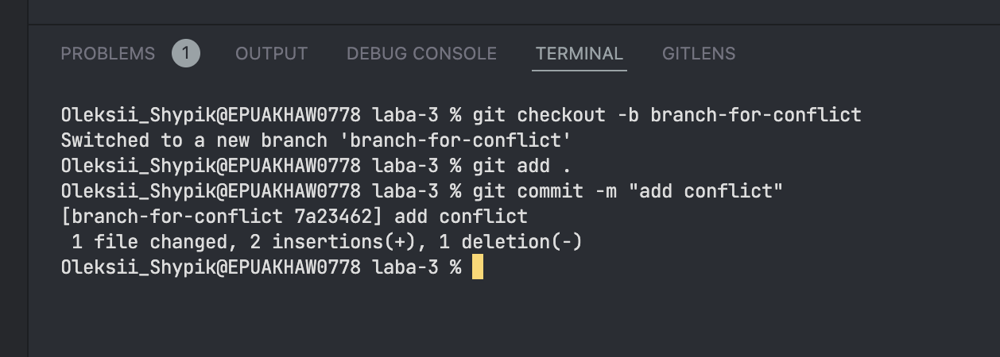 PROBLEMS 1 OUTPUT DEBUG CONSOLE TERMINAL GITLENS
Oleksii_Shypik@EPUAKHAW0778 laba-3 % git checkout -b branch-for-conflict
Switched to a new branch 'branch-for-conflict'
Oleksii_Shypik@EPUAKHAW0778 laba-3 % git add .
Oleksii_Shypik@EPUAKHAW0778 laba-3 % git commit -m "add conflict"
[branch-for-conflict 7a23462] add conflict
 1 file changed, 2 insertions(+), 1 deletion(-)
Oleksii_Shypik@EPUAKHAW0778 laba-3 %